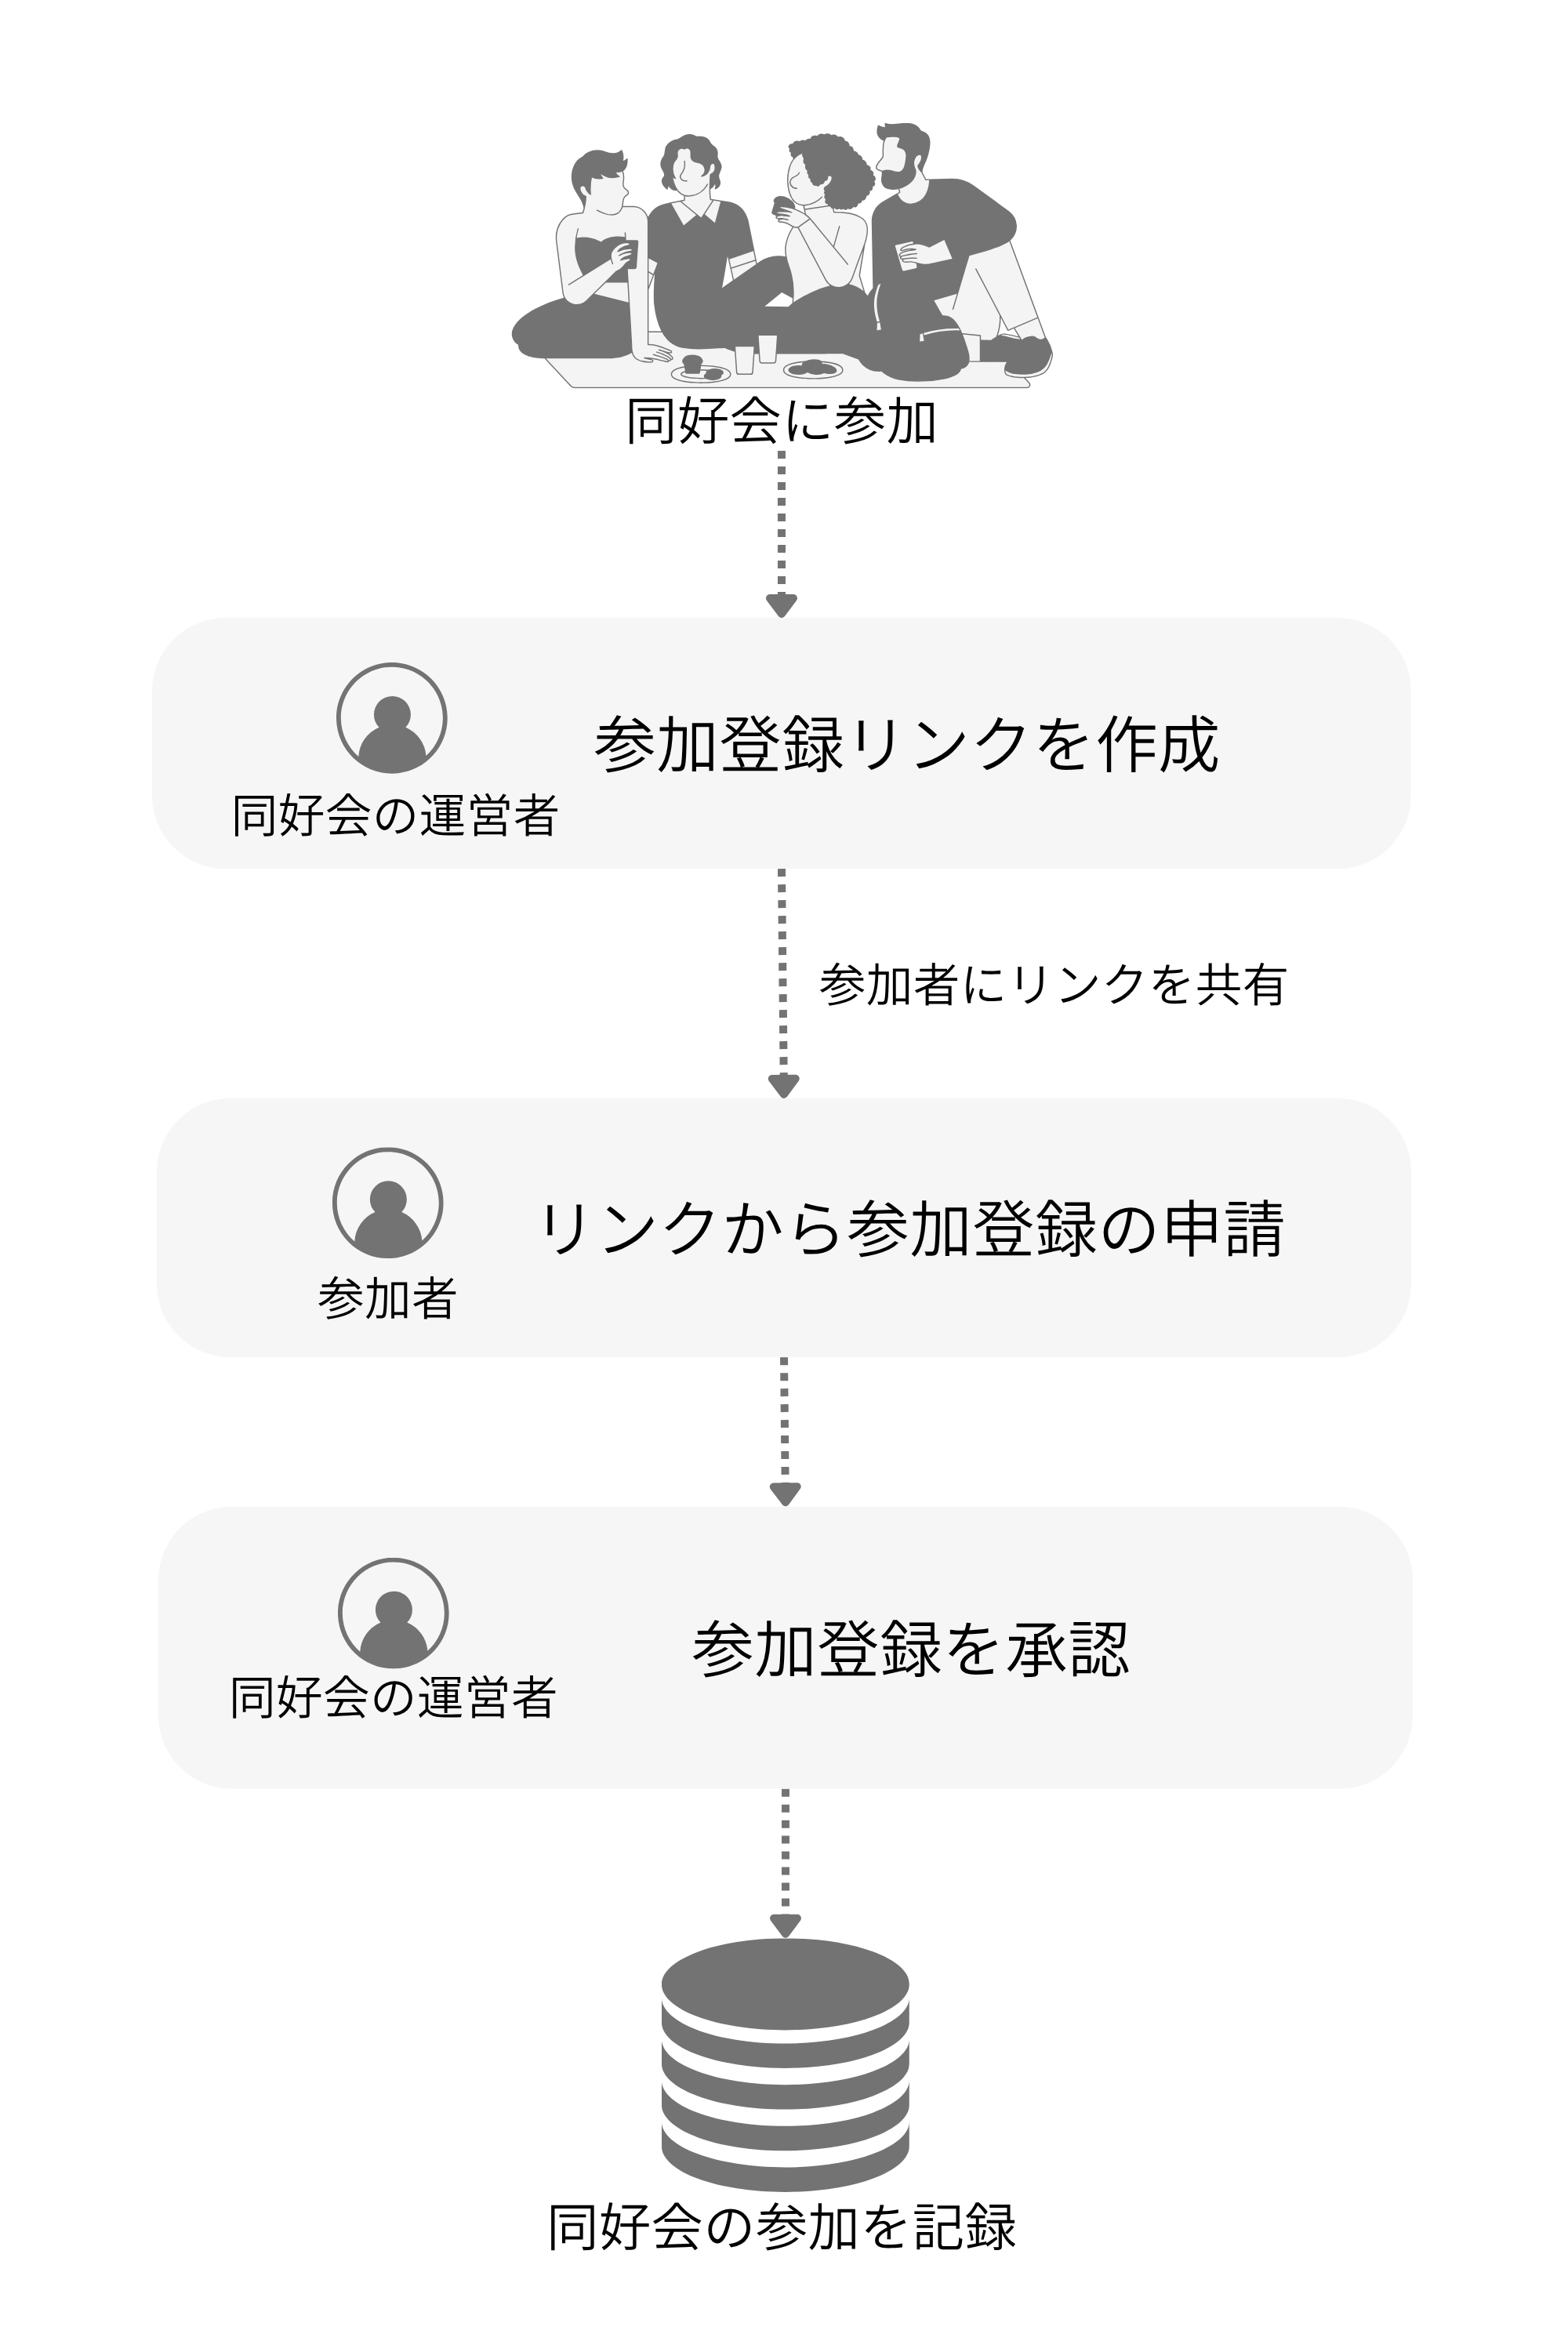 同好会に参加
参加登録リンクを作成
同好会の運営者
参加者にリンクを共有
リンクから参加登録の申請
参加者
参加登録を承認
同好会の運営者
同好会の参加を記録